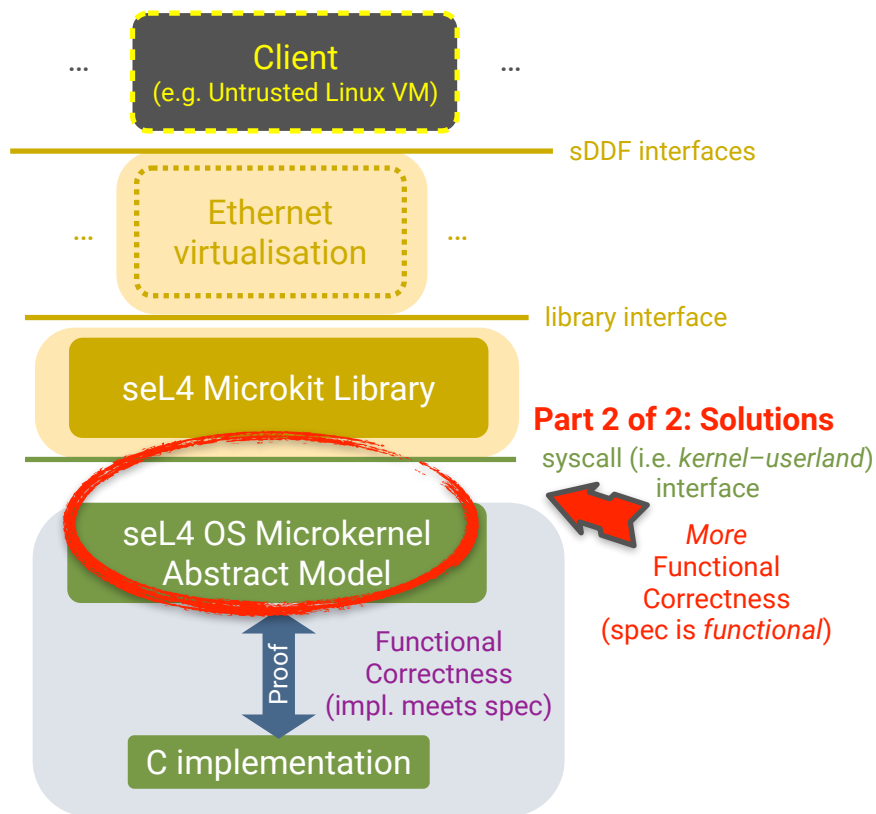 ...
Client
...
(e.g. Untrusted Linux VM)
sDDF interfaces
Ethernet
virtualisation
...
...
library interface
seL4 Microkit Library
Part 2 of 2: Solutions
syscall (i.e. kernel–userland)
interface
seL4 OS Microkernel
Abstract Model
More
Functional
Correctness
(spec is functional)
Proof
Functional
Correctness
(impl. meets spec)
C implementation